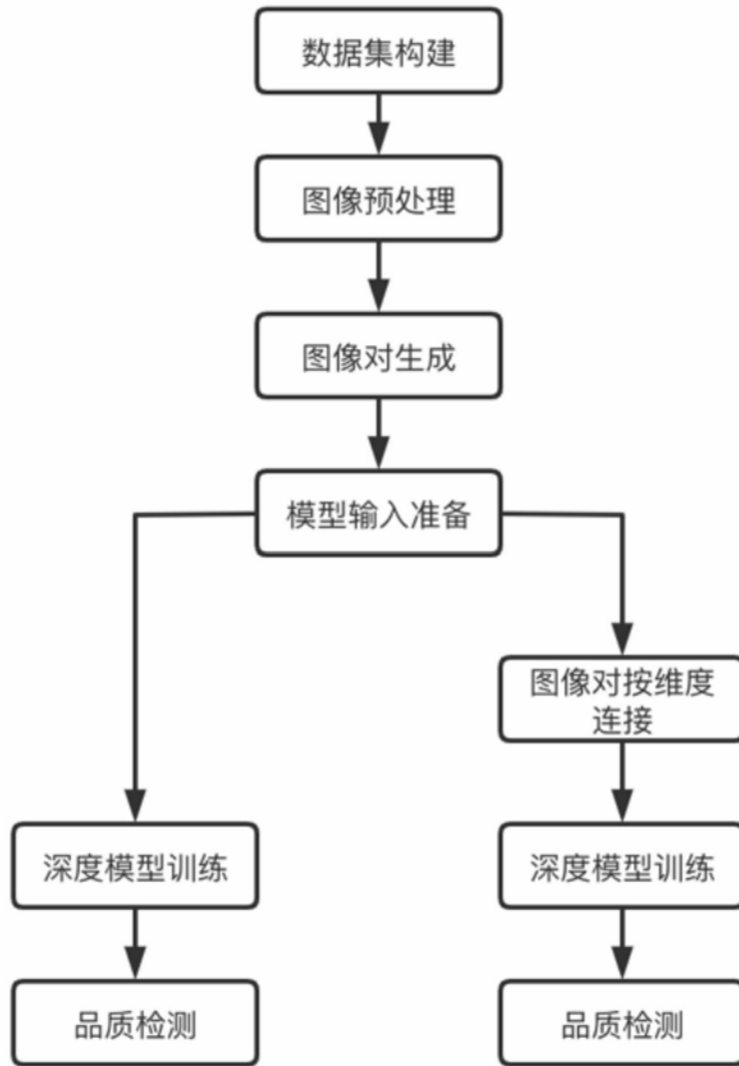 数据集构建
图像预处理
图像对生成
模型输入准备
图像对按维度
连接
深度模型训练
深度模型训练
品质检测
品质检测